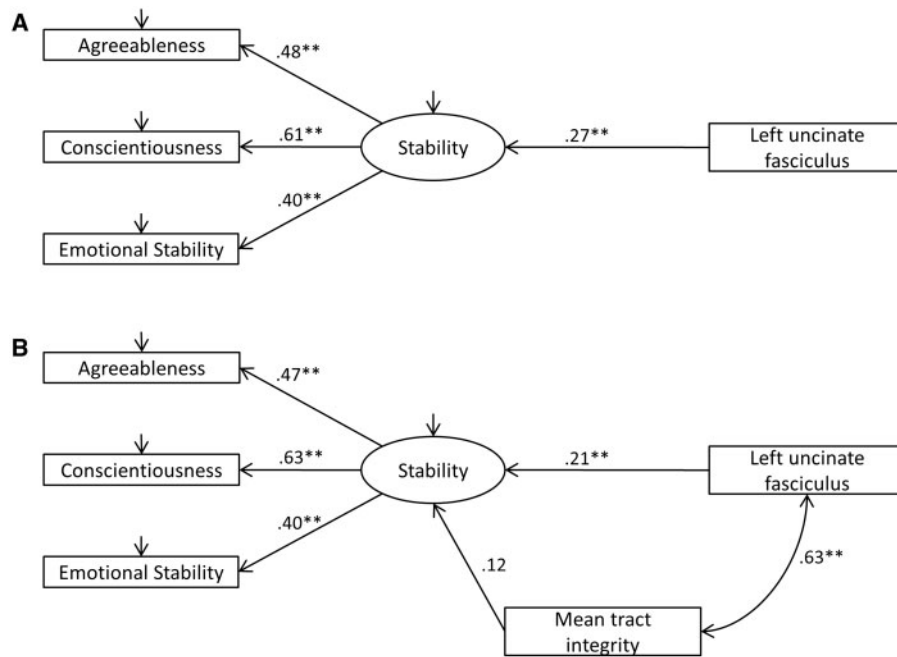 A
Agreeableness
.48**
Conscientiousness
.61**
Stability
.27**
Left uncinate
fasciculus
.40**
Emotional Stability
B
Agreeableness
.47**
Conscientiousness
.63**
Stability
.21**
Left uncinate
fasciculus
.40**
Emotional Stability
.12
.63**
Mean tract
integrity